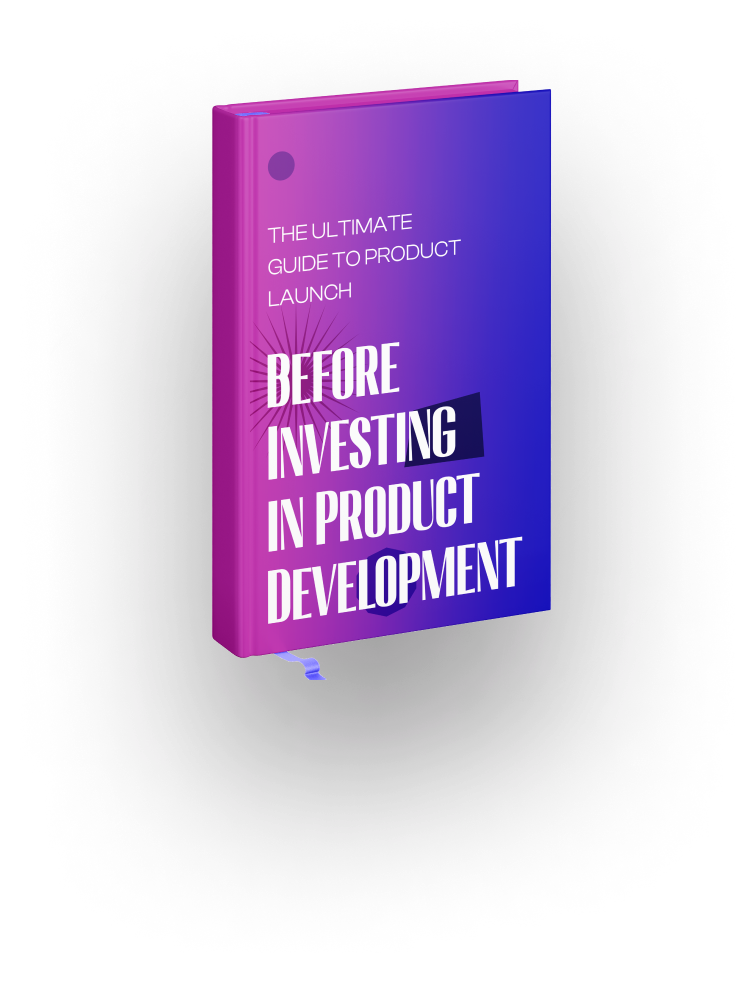 THE ULTIMATE
GUIDE TO PRODUCT
LAUNCH
BEFORE
INVESTING
IN PRODUCT
DEVELOPMENT